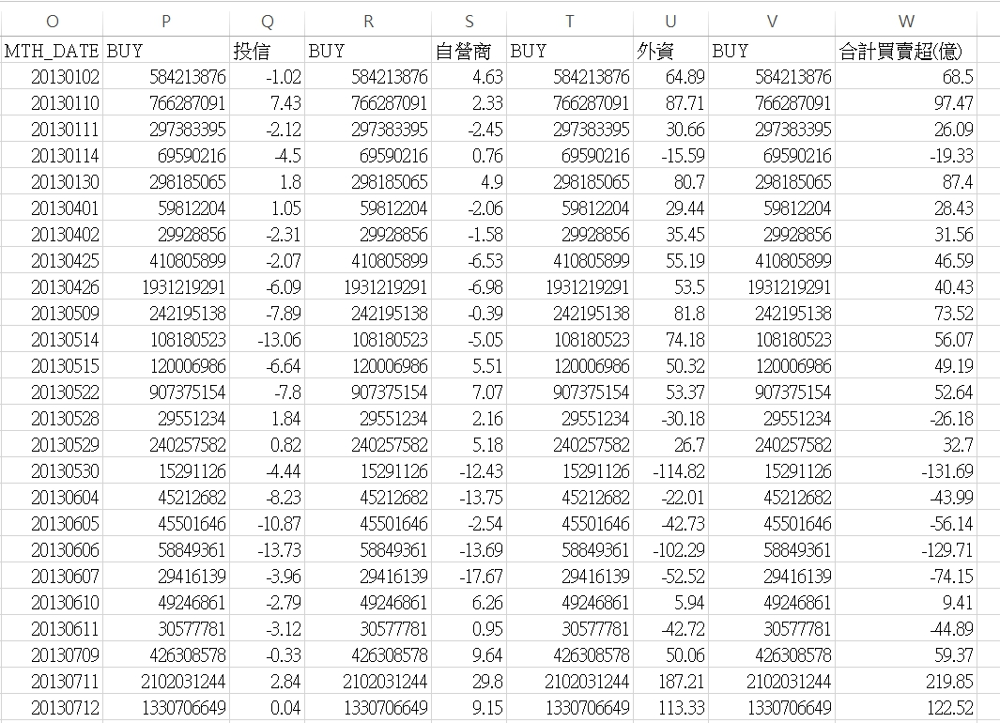 O P Q R S T U V W
MTH_DATE BUY 投信 BUY 自營商 BUY 外資 BUY 合計買賣超(億)
20130102 584213876 -1.02 584213876 4.63 584213876 64.89 584213876 68.5
20130110 766287091 7.43 766287091 2.33 766287091 87.71 766287091 97.47
20130111 297383395 -2.12 297383395 -2.45 297383395 30.66 297383395 26.09
20130114 69590216 -4.5 69590216 0.76 69590216 -15.59 69590216 -19.33
20130130 298185065 1.8 298185065 4.9 298185065 80.7 298185065 87.4
20130401 59812204 1.05 59812204 -2.06 59812204 29.44 59812204 28.43
20130402 29928856 -2.31 29928856 -1.58 29928856 35.45 29928856 31.56
20130425 410805899 -2.07 410805899 -6.53 410805899 55.19 410805899 46.59
20130426 1931219291 -6.09 1931219291 -6.98 1931219291 53.5 1931219291 40.43
20130509 242195138 -7.89 242195138 -0.39 242195138 81.8 242195138 73.52
20130514 108180523 -13.06 108180523 -5.05 108180523 74.18 108180523 56.07
20130515 120006986 -6.64 120006986 5.51 120006986 50.32 120006986 49.19
20130522 907375154 -7.8 907375154 7.07 907375154 53.37 907375154 52.64
20130528 29551234 1.84 29551234 2.16 29551234 -30.18 29551234 -26.18
20130529 240257582 0.82 240257582 5.18 240257582 26.7 240257582 32.7
20130530 15291126 -4.44 15291126 -12.43 15291126 -114.82 15291126 -131.69
20130604 45212682 -8.23 45212682 -13.75 45212682 -22.01 45212682 -43.99
20130605 45501646 -10.87 45501646 -2.54 45501646 -42.73 45501646 -56.14
20130606 58849361 -13.73 58849361 -13.69 58849361 -102.29 58849361 -129.71
20130607 29416139 -3.96 29416139 -17.67 29416139 -52.52 29416139 -74.15
20130610 49246861 -2.79 49246861 6.26 49246861 5.94 49246861 9.41
20130611 30577781 -3.12 30577781 0.95 30577781 -42.72 30577781 -44.89
20130709 426308578 -0.33 426308578 9.64 426308578 50.06 426308578 59.37
20130711 2102031244 2.84 2102031244 29.8 2102031244 187.21 2102031244 219.85
20130712 1330706649 0.04 1330706649 9.15 1330706649 113.33 1330706649 122.52